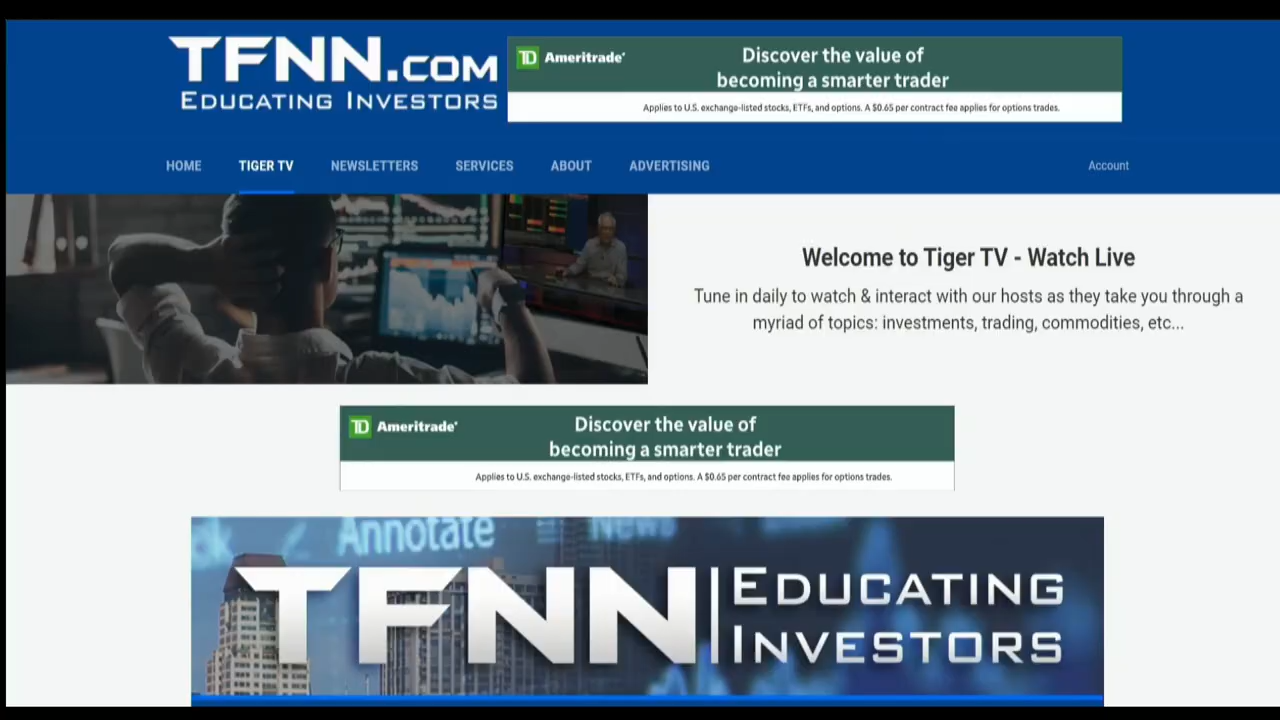 TFNN.COM
EDUCATING INVESTORS
TD Ameritrade
Discover the value of
becoming a smarter trader
Applies to U.S. exchange-listed stocks, ETFs, and options. A $0.65 per contract fee applies for options trades.
HOME
TIGER TV
NEWSLETTERS
SERVICES
ABOUT
ADVERTISING
Account
Welcome to Tiger TV - Watch Live
Tune in daily to watch & interact with our hosts as they take you through a
myriad of topics: investments, trading, commodities, etc...
TD Ameritrade
Discover the value of
becoming a smarter trader
Applies to U.S. exchange-listed stocks, ETFs, and options. A $0.65 per contract fee applies for options trades.
Annotate
News
TFNN
EDUCATING
INVESTORS